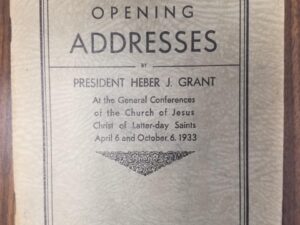 OPENING
ADDRESSES
BY
PRESIDENT HEBER J. GRANT
At the General Conferences
of the Church of Jesus
Christ of Latter-day Saints
April 6 and October 6, 1933